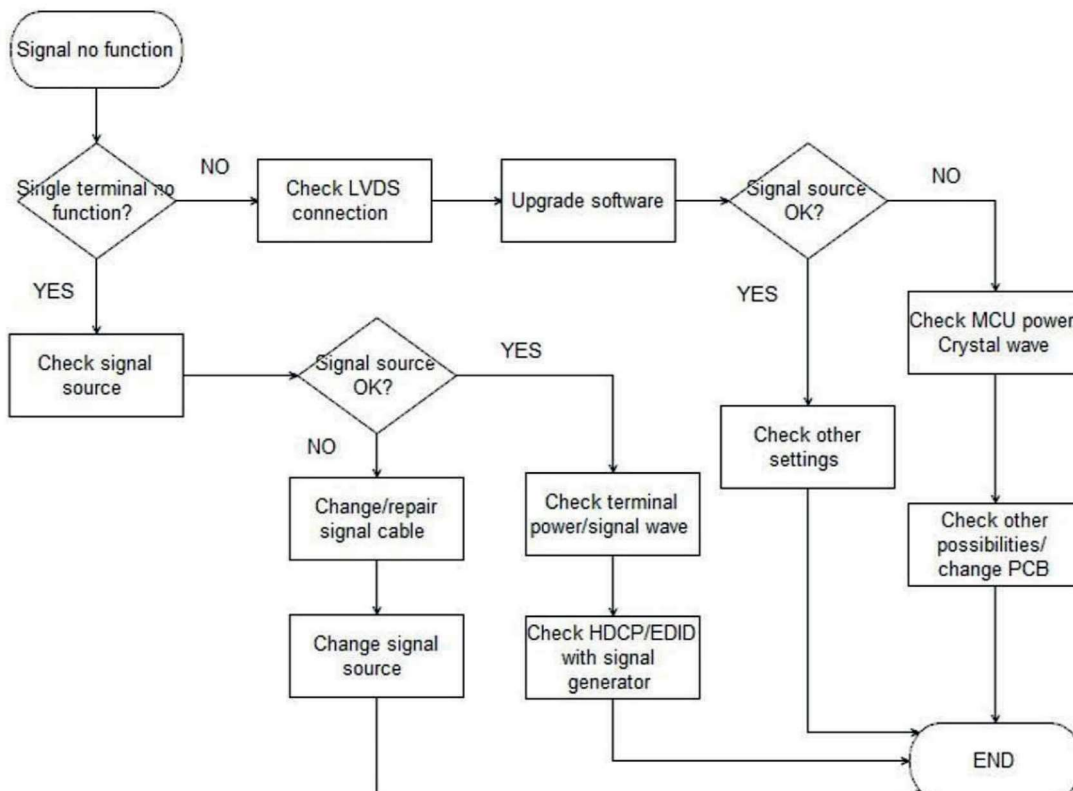 Signal no function
Single terminal no
function?
NO
Check LVDS
connection
Upgrade software
Signal source
OK?
NO
YES
YES
Check MCU power
Crystal wave
Check signal
source
Signal source
OK?
YES
NO
Check other
settings
Change/repair
signal cable
Check terminal
power/signal wave
Check other
possibilities/
change PCB
Change signal
source
Check HDCP/EDID
with signal
generator
END